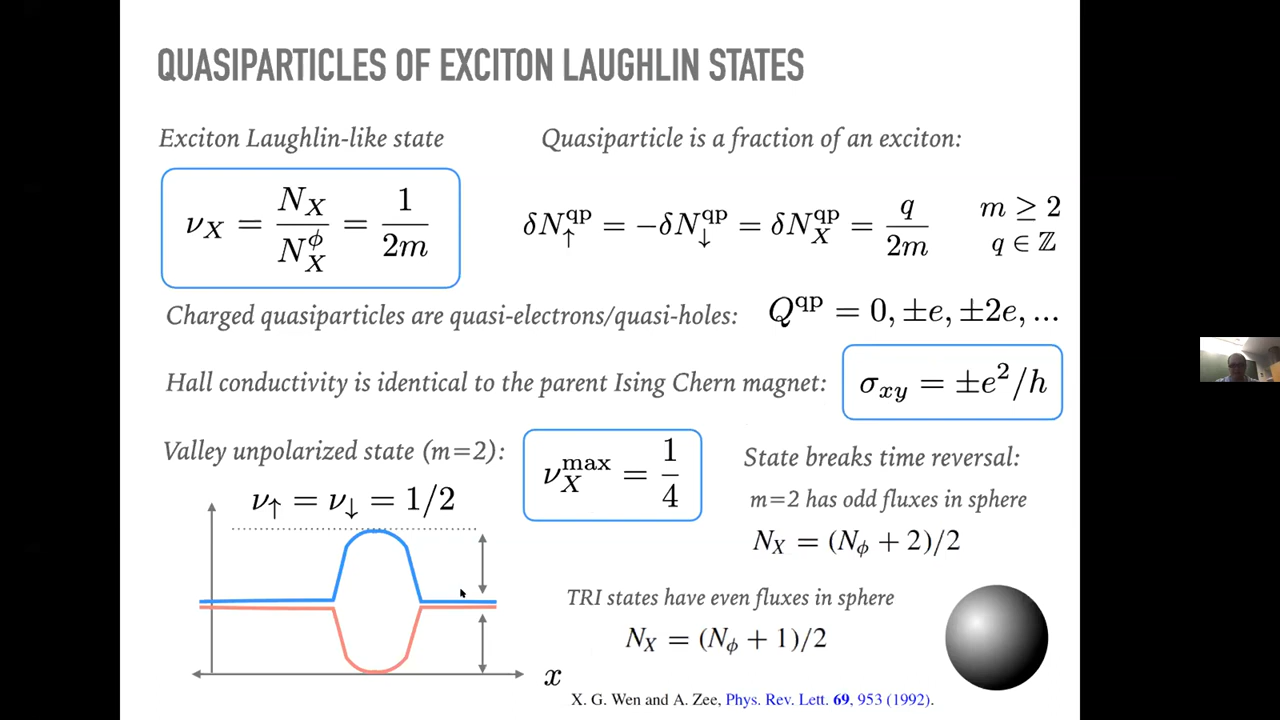 QUASIPARTICLES OF EXCITON LAUGHLIN STATES
Exciton Laughlin-like state
ν_X = N_X / N_X^ϕ = 1 / 2m
Quasiparticle is a fraction of an exciton:
δN_↑^qp = −δN_↓^qp = δN_X^qp = q / 2m
m ≥ 2
q ∈ ℤ
Charged quasiparticles are quasi-electrons/quasi-holes:
Q^qp = 0, ±e, ±2e, ...
Hall conductivity is identical to the parent Ising Chern magnet:
σ_xy = ±e²/h
Valley unpolarized state (m=2):
ν_X^max = 1/4
ν_↑ = ν_↓ = 1/2
x
State breaks time reversal:
m=2 has odd fluxes in sphere
N_X = (N_ϕ + 2)/2
TRI states have even fluxes in sphere
N_X = (N_ϕ + 1)/2
X. G. Wen and A. Zee, Phys. Rev. Lett. 69, 953 (1992).